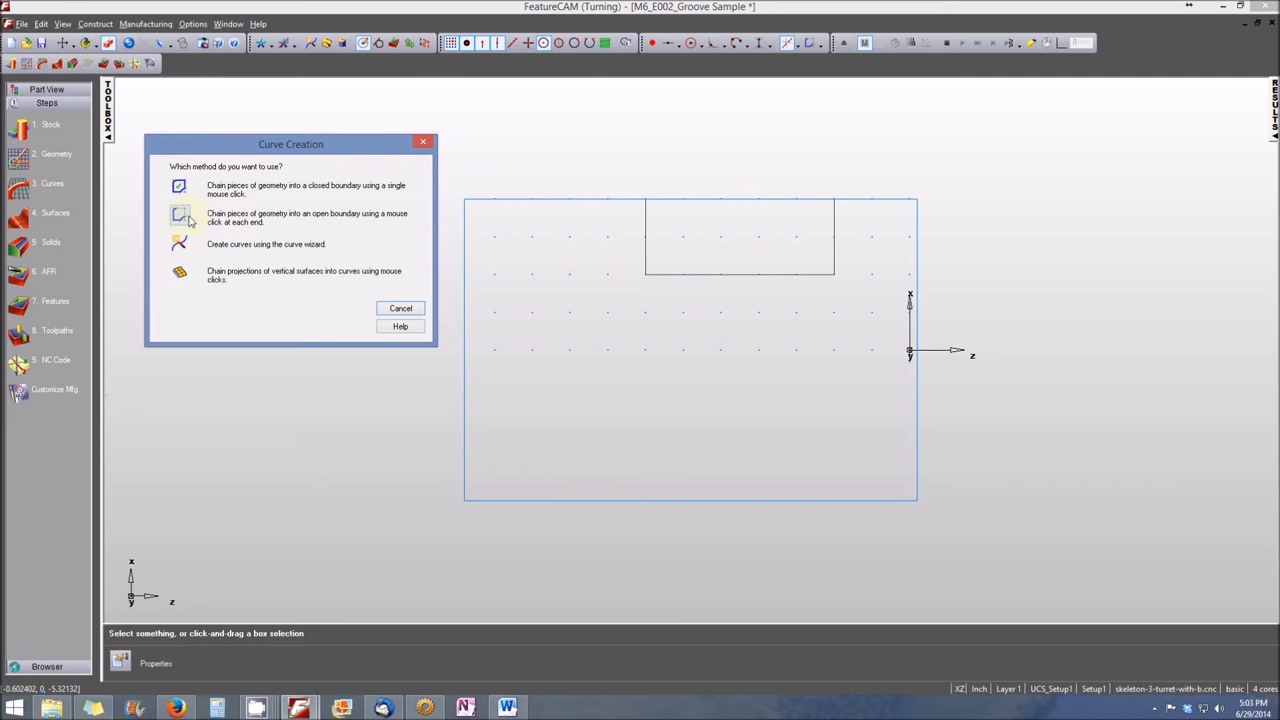 FeatureCAM (Turning) - [M6_E002_Groove Sample *]
File Edit View Construct Manufacturing Options Window Help
Part View
Steps
1. Stock
2. Geometry
3. Curves
4. Surfaces
5. Solids
6. AFR
7. Features
8. Toolpaths
9. NC Code
Customize Mfg.
Browser
TOOLBOX
RESULTS
Curve Creation
Which method do you want to use?
Chain pieces of geometry into a closed boundary using a single
mouse click.
Chain pieces of geometry into an open boundary using a mouse
click at each end.
Create curves using the curve wizard.
Chain projections of vertical surfaces into curves using mouse
clicks.
Cancel
Help
x
z
y
x
z
y
Select something, or click-and-drag a box selection
Properties
-0.602402, 0, -5.32132)
XZ Inch Layer 1 UCS_Setup1 Setup1 skeleton-3-turret-with-b.cnc basic 4 cores
5:03 PM
6/29/2014